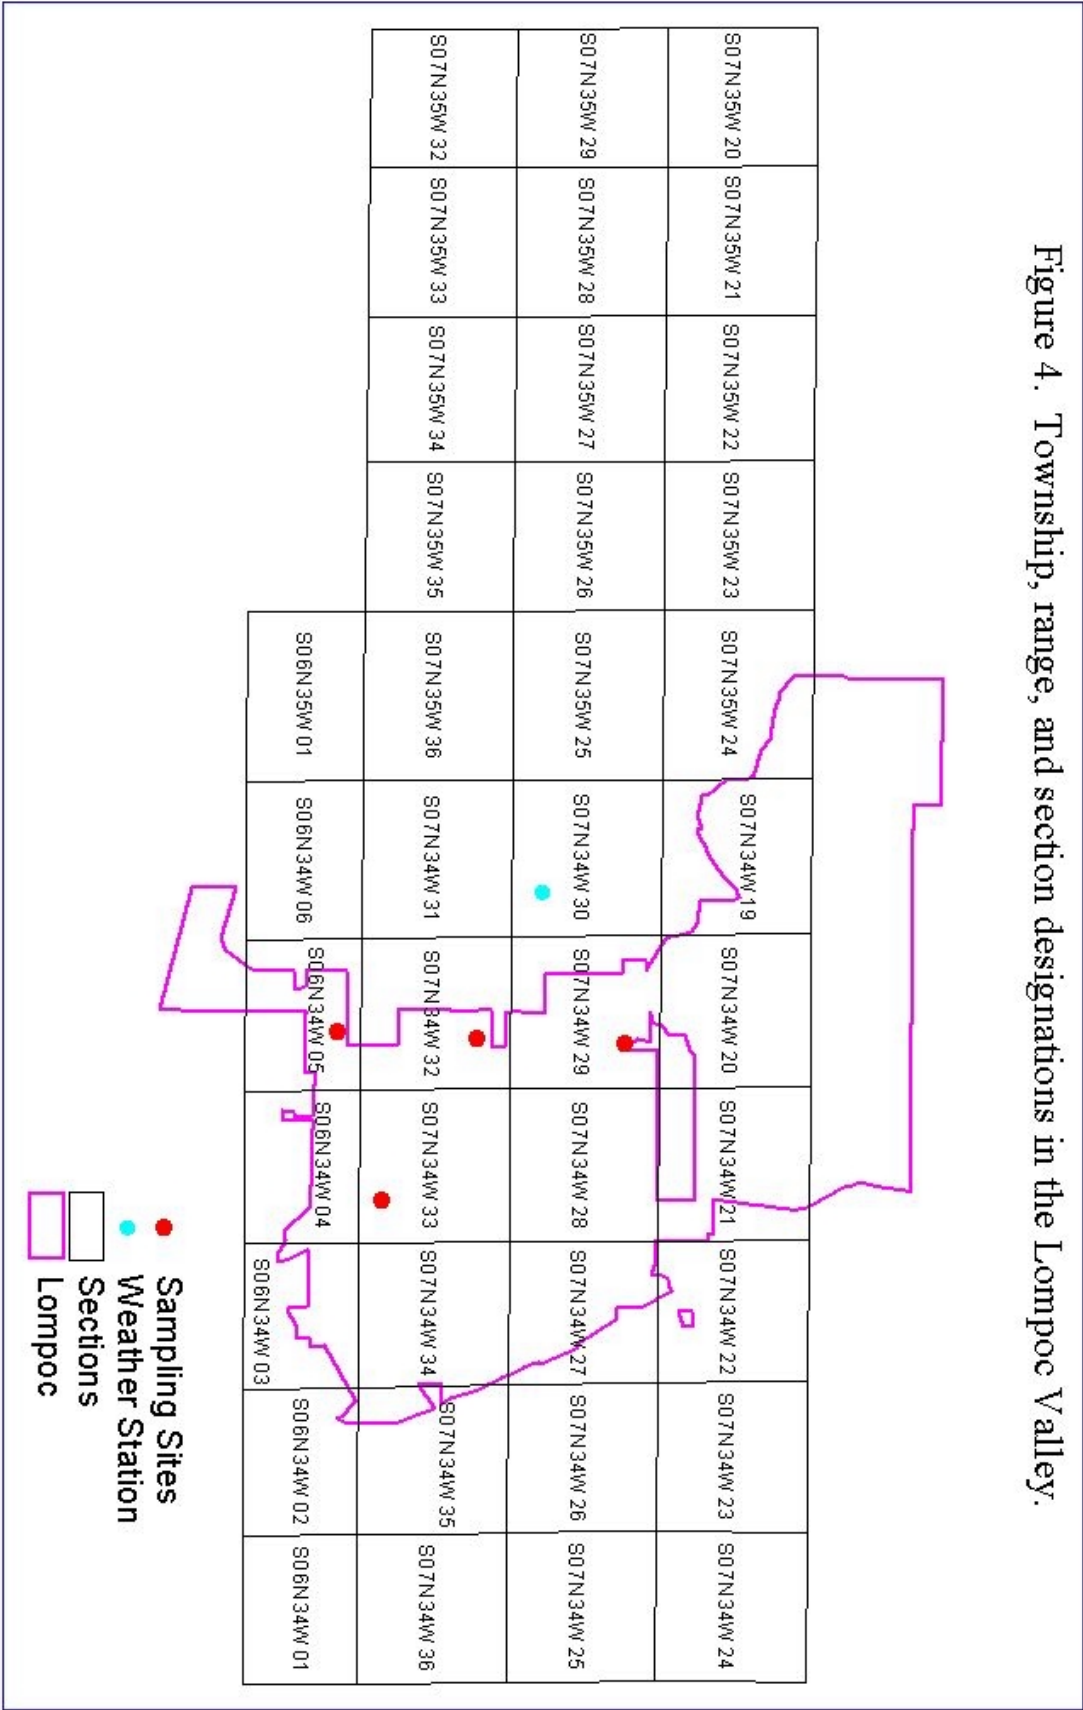 Figure 4. Township, range, and section designations in the Lompoc Valley.
S07N35W 20
S07N35W 21
S07N35W 22
S07N35W 23
S07N35W 24
S07N34W 19
S07N34W 20
S07N34W 21
S07N34W 22
S07N34W 23
S07N34W 24
S07N35W 29
S07N35W 28
S07N35W 27
S07N35W 26
S07N35W 25
S07N34W 30
S07N34W 29
S07N34W 28
S07N34W 27
S07N34W 26
S07N34W 25
S07N35W 32
S07N35W 33
S07N35W 34
S07N35W 35
S07N35W 36
S07N34W 31
S07N34W 32
S07N34W 33
S07N34W 34
S07N34W 35
S07N34W 36
S06N35W 01
S06N34W 06
S06N34W 05
S06N34W 04
S06N34W 03
S06N34W 02
S06N34W 01
Sampling Sites
Weather Station
Sections
Lompoc